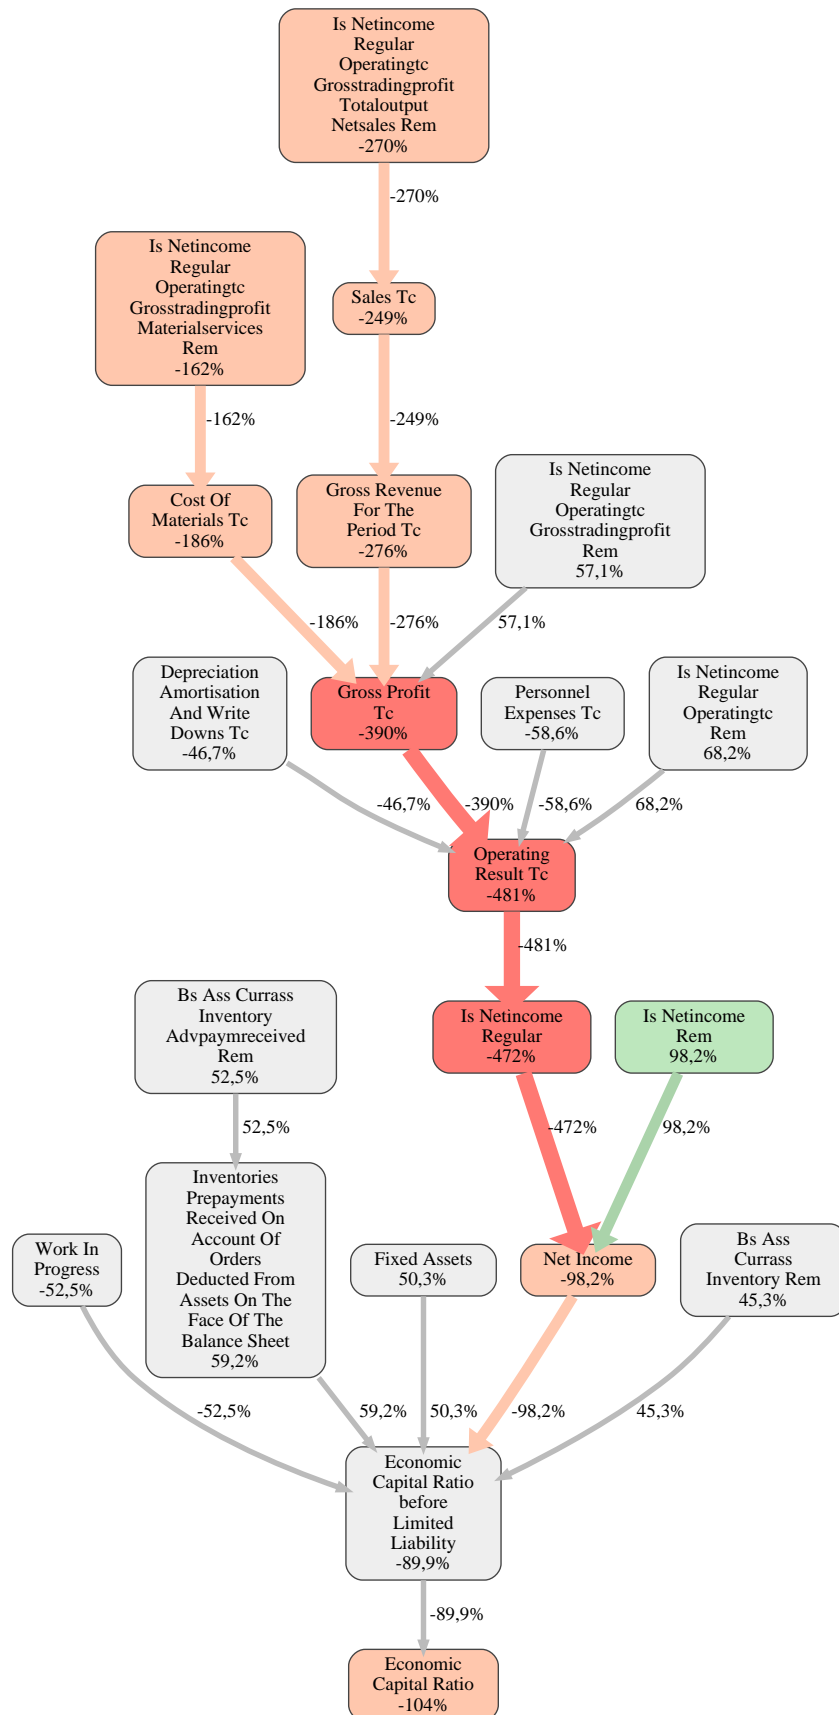 Is Netincome
Regular
Operatingtc
Grosstradingprofit
Totaloutput
Netsales Rem
-270%
-270%
Is Netincome
Regular
Operatingtc
Grosstradingprofit
Materialservices
Rem
-162%
Sales Tc
-249%
-162%
-249%
Cost Of
Materials Tc
-186%
Gross Revenue
For The
Period Tc
-276%
Is Netincome
Regular
Operatingtc
Grosstradingprofit
Rem
57,1%
-186%
-276%
57,1%
Depreciation
Amortisation
And Write
Downs Tc
-46,7%
Gross Profit
Tc
-390%
Personnel
Expenses Tc
-58,6%
Is Netincome
Regular
Operatingtc
Rem
68,2%
-46,7%
-390%
-58,6%
68,2%
Operating
Result Tc
-481%
-481%
Bs Ass Currass
Inventory
Advpaymreceived
Rem
52,5%
Is Netincome
Regular
-472%
Is Netincome
Rem
98,2%
52,5%
-472%
98,2%
Work In
Progress
-52,5%
Inventories
Prepayments
Received On
Account Of
Orders
Deducted From
Assets On The
Face Of The
Balance Sheet
59,2%
Fixed Assets
50,3%
Net Income
-98,2%
Bs Ass
Currass
Inventory Rem
45,3%
-52,5%
59,2%
50,3%
-98,2%
45,3%
Economic
Capital Ratio
before
Limited
Liability
-89,9%
-89,9%
Economic
Capital Ratio
-104%